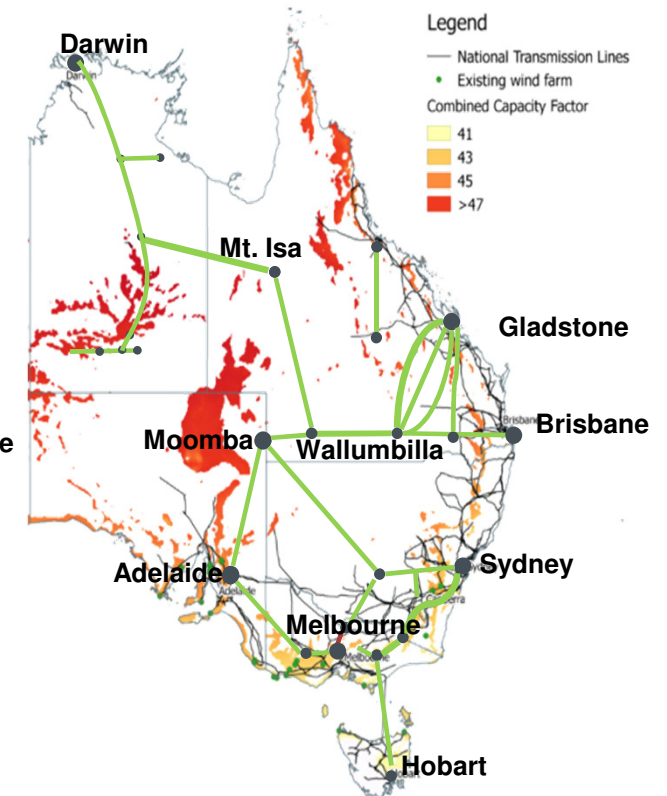 Legend
National Transmission Lines
Existing wind farm
Combined Capacity Factor
41
43
45
>47
Darwin
Darwin
Mt. Isa
Gladstone
Brisbane
Brisbane
e
Moomba
Wallumbilla
Adelaide
Adelaide
Sydney
Melbourne
Melbourne
Hobart